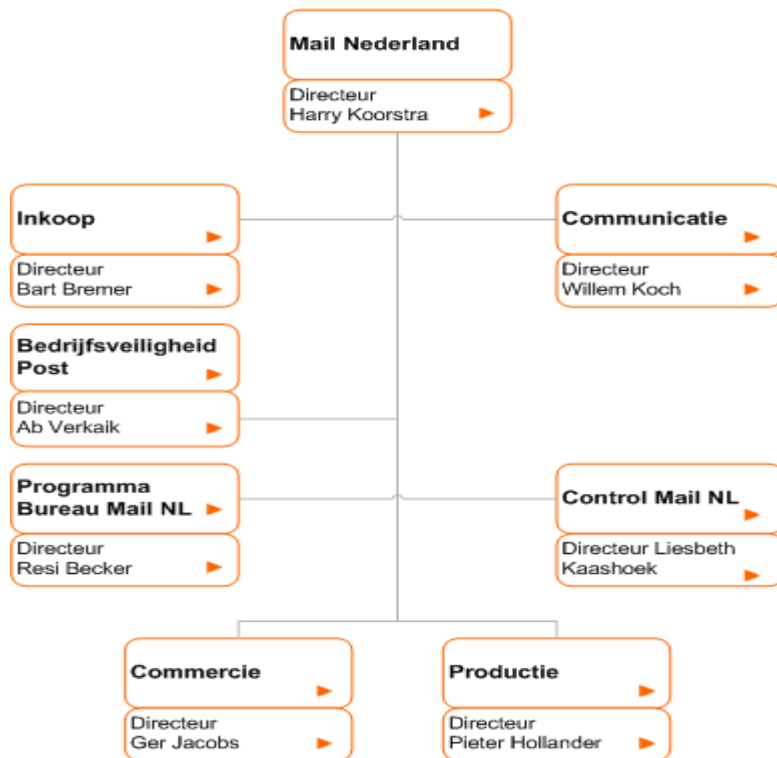 Mail Nederland
Directeur
Harry Koorstra
Inkoop
Directeur
Bart Bremer
Communicatie
Directeur
Willem Koch
Bedrijfsveiligheid
Post
Directeur
Ab Verkaik
Programma
Bureau Mail NL
Directeur
Resi Becker
Control Mail NL
Directeur Liesbeth
Kaashoek
Commercie
Directeur
Ger Jacobs
Productie
Directeur
Pieter Hollander